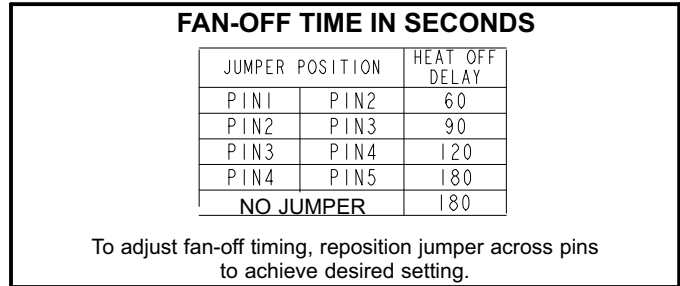 FAN-OFF TIME IN SECONDS
JUMPER POSITION HEAT OFF DELAY
PIN1 PIN2 60
PIN2 PIN3 90
PIN3 PIN4 120
PIN4 PIN5 180
NO JUMPER 180
To adjust fan-off timing, reposition jumper across pins
to achieve desired setting.